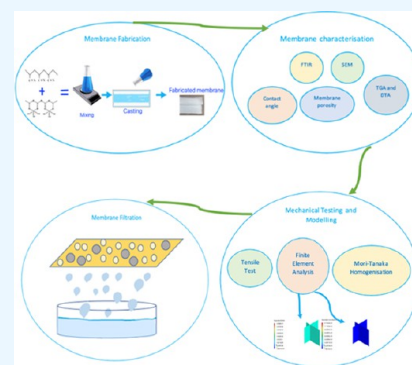 Membrane Fabrication
Fabricated membrane
Mixing
Casting
Membrane characterisation
FTIR
SEM
Contact
angle
Membrane
porosity
TGA and
DTA
Mechanical Testing and
Modelling
Tensile
Test
Finite
Element
Analysis
Mori-Tanaka
Homogenisation
Membrane Filtration